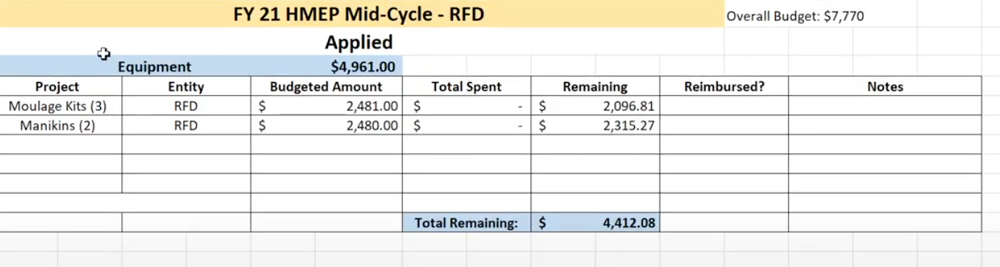 FY 21 HMEP Mid-Cycle - RFD Overall Budget: $7,770
Applied
Equipment $4,961.00
Project Entity Budgeted Amount Total Spent Remaining Reimbursed? Notes
Moulage Kits (3) RFD $ 2,481.00 $ - $ 2,096.81
Manikins (2) RFD $ 2,480.00 $ - $ 2,315.27
Total Remaining: $ 4,412.08